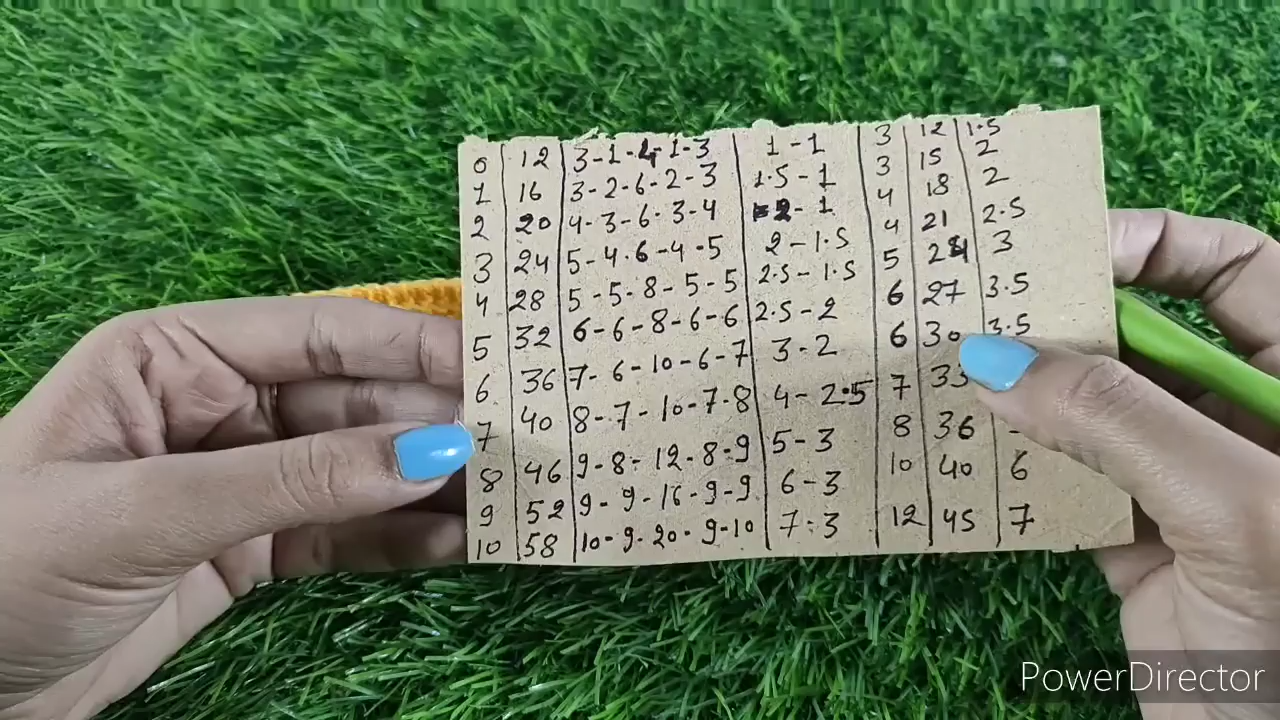 0 12 3-1-4-1-3 1-1 3 12 1.5
1 16 3-2-6-2-3 1.5-1 3 15 2
2 20 4-3-6-3-4 2-1 4 18 2
3 24 5-4-6-4-5 2-1.5 4 21 2.5
4 28 5-5-8-5-5 2.5-1.5 5 24 3
5 32 6-6-8-6-6 2.5-2 6 27 3.5
6 36 7-6-10-6-7 3-2 6 30 3.5
7 40 8-7-10-7-8 4-2.5 7
8 46 9-8-12-8-9 5-3 8 36
9 52 9-9-16-9-9 6-3 10 40 6
10 58 10-9-20-9-10 7-3 12 45 7
PowerDirector